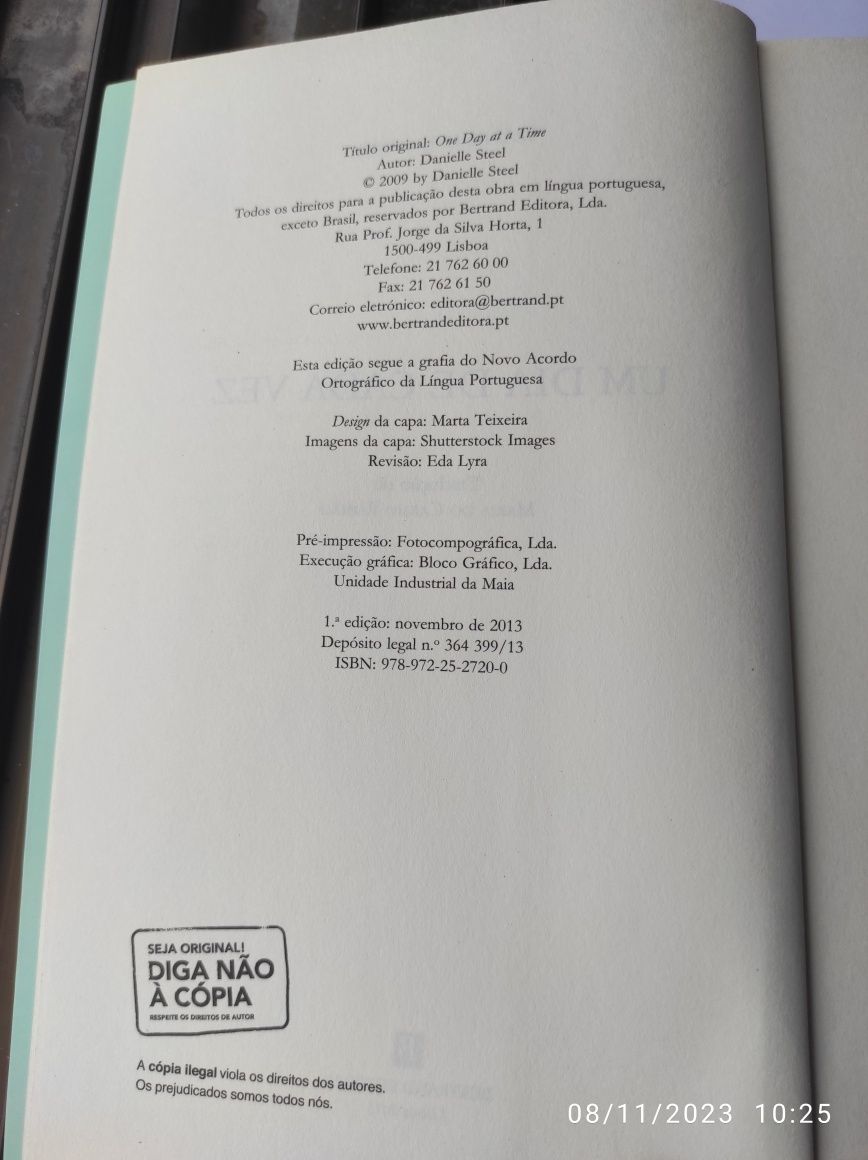 Título original: One Day at a Time
Autor: Danielle Steel
© 2009 by Danielle Steel
Todos os direitos para a publicação desta obra em língua portuguesa,
exceto Brasil, reservados por Bertrand Editora, Lda.
Rua Prof. Jorge da Silva Horta, 1
1500-499 Lisboa
Telefone: 21 762 60 00
Fax: 21 762 61 50
Correio eletrónico: editora@bertrand.pt
www.bertrandeditora.pt
Esta edição segue a grafia do Novo Acordo
Ortográfico da Língua Portuguesa
Design da capa: Marta Teixeira
Imagens da capa: Shutterstock Images
Revisão: Eda Lyra
Pré-impressão: Fotocompográfica, Lda.
Execução gráfica: Bloco Gráfico, Lda.
Unidade Industrial da Maia
1.ª edição: novembro de 2013
Depósito legal n.º 364 399/13
ISBN: 978-972-25-2720-0
SEJA ORIGINAL!
DIGA NÃO
À CÓPIA
RESPEITE OS DIREITOS DE AUTOR
A cópia ilegal viola os direitos dos autores.
Os prejudicados somos todos nós.
08/11/2023 10:25